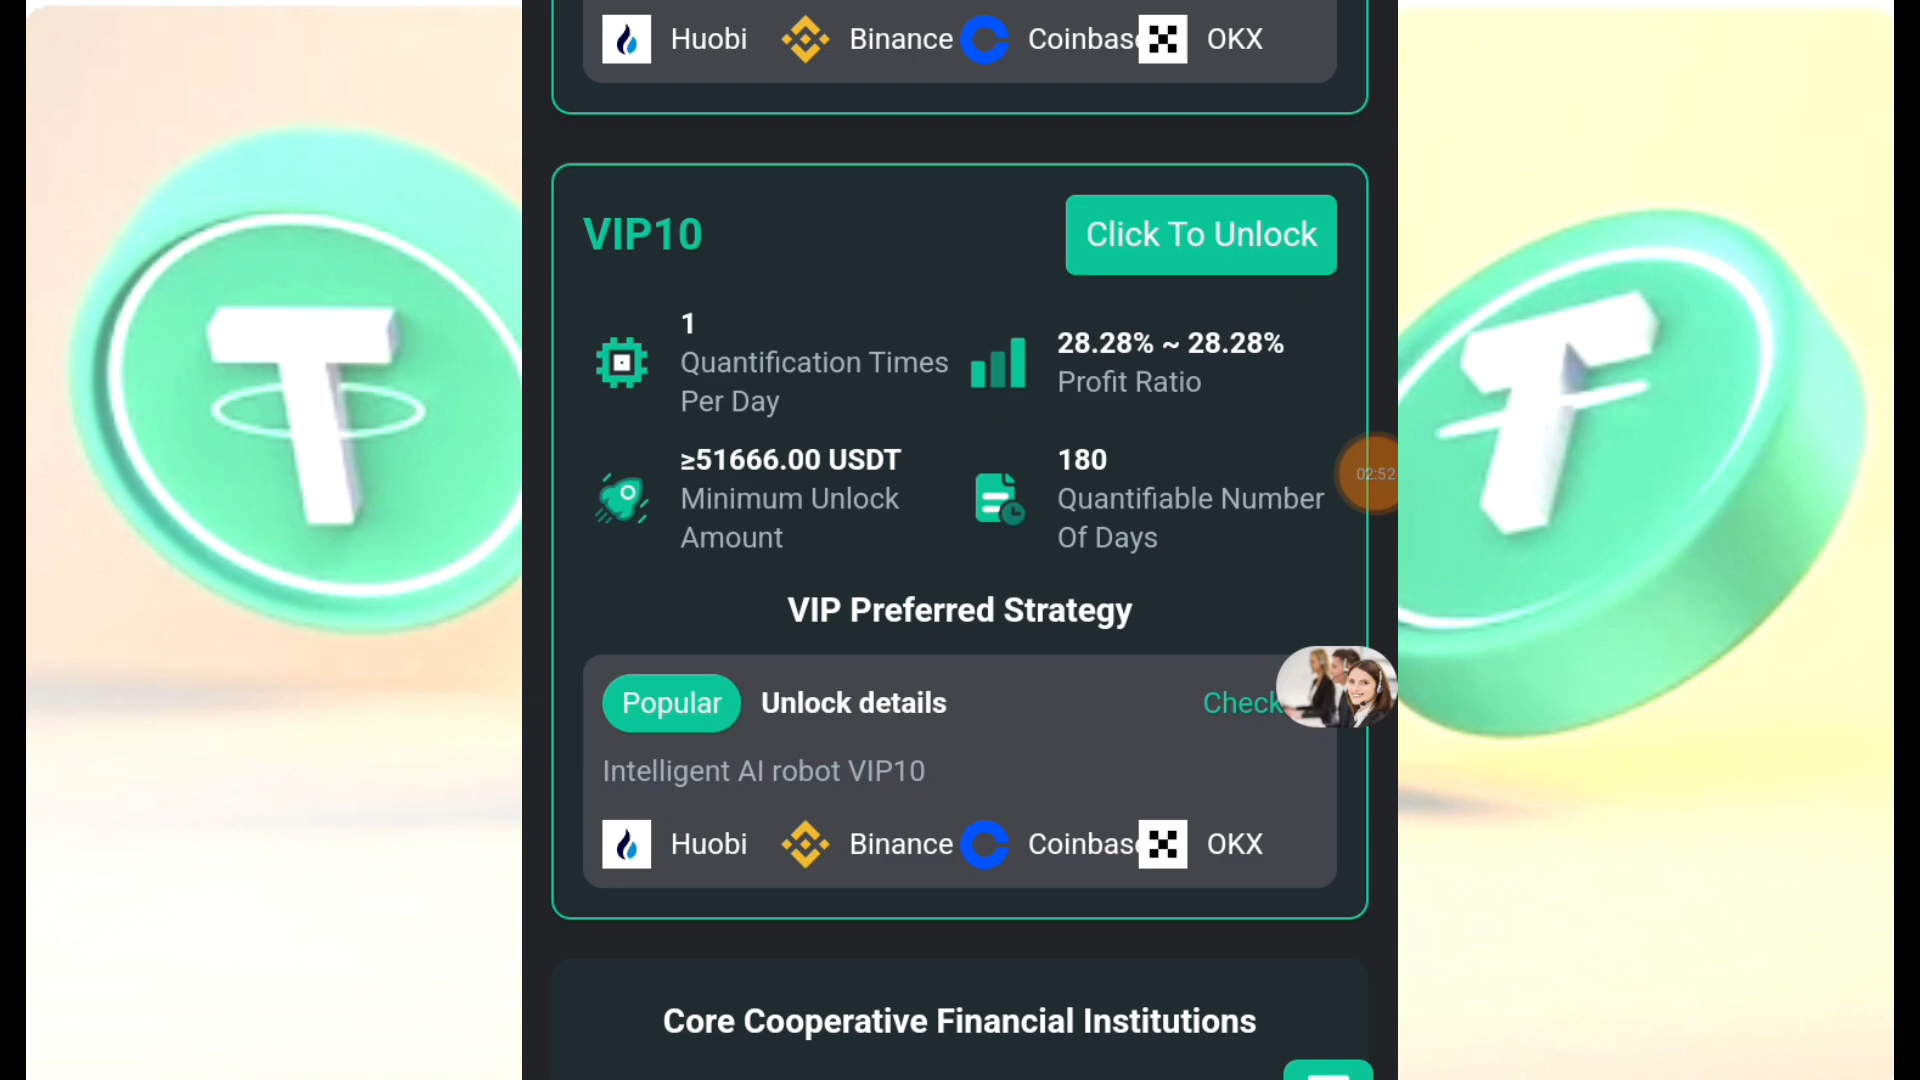 Huobi Binance Coinbase OKX
VIP10
Click To Unlock
1
Quantification Times
Per Day
28.28% ~ 28.28%
Profit Ratio
≥51666.00 USDT
Minimum Unlock
Amount
180
Quantifiable Number
Of Days
02:52
VIP Preferred Strategy
Popular Unlock details Check
Intelligent AI robot VIP10
Huobi Binance Coinbase OKX
Core Cooperative Financial Institutions